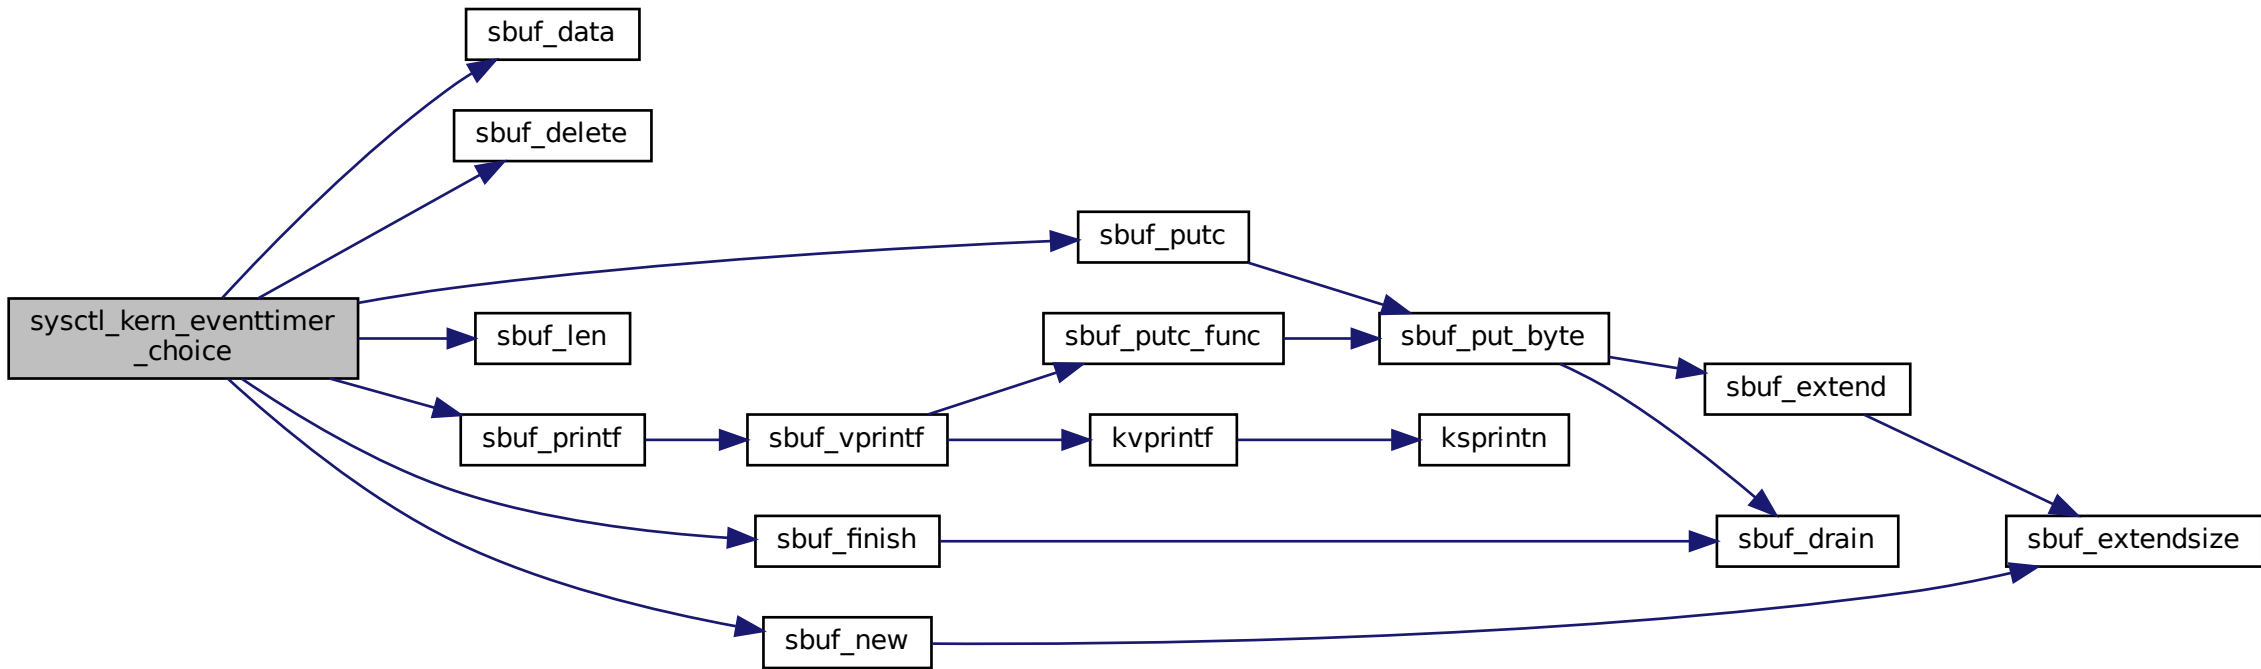 sbuf_data
sbuf_delete
sbuf_putc
sysctl_kern_eventtimer
_choice
sbuf_len
sbuf_putc_func
sbuf_put_byte
sbuf_extend
sbuf_printf
sbuf_vprintf
kvprintf
ksprintn
sbuf_finish
sbuf_drain
sbuf_extendsize
sbuf_new